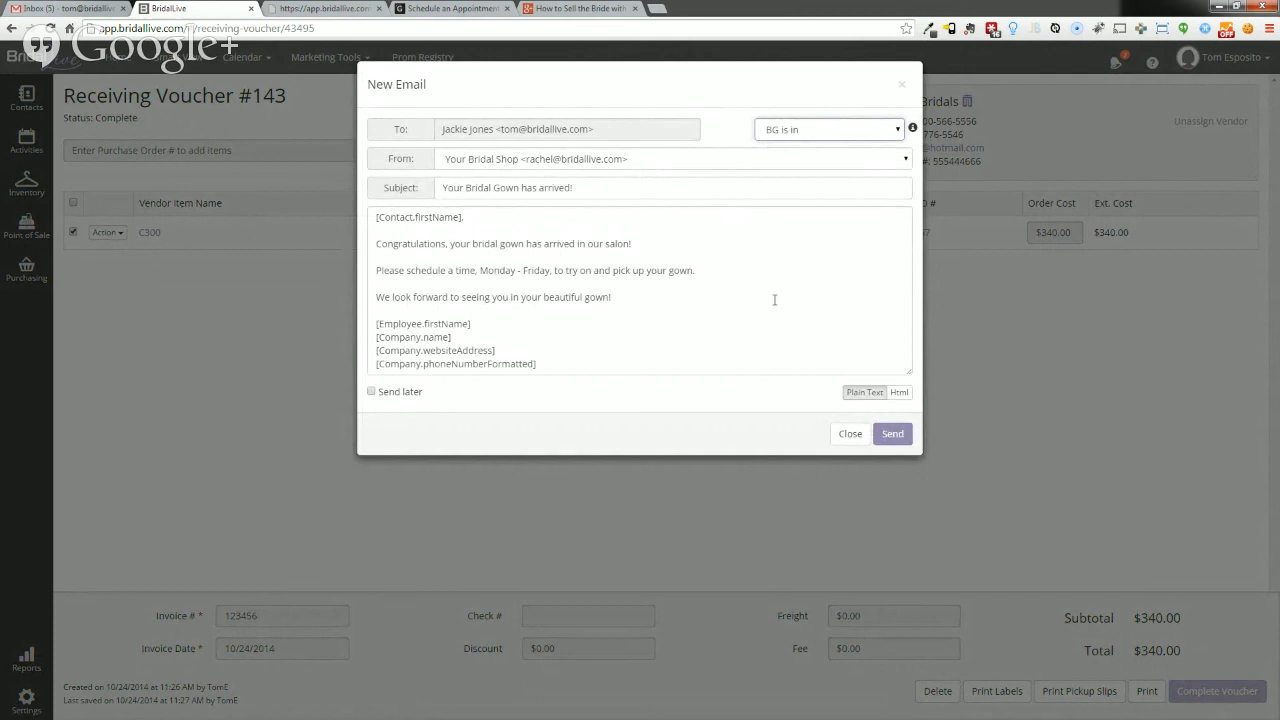 Inbox (5) - tom@bridallive
BridalLive
https://app.bridallive.com
Schedule an Appointment
How to Sell the Bride with
app.bridallive.com/#/receiving-voucher/43495
Google+
Calendar
Marketing Tools
Prom Registry
2
Tom Esposito
Contacts
Activities
Inventory
Point of Sale
Purchasing
Reports
Settings
Receiving Voucher #143
Status: Complete
Enter Purchase Order # to add items
Unassign Vendor
Vendor Item Name
Order Cost
Ext. Cost
Action
C300
$340.00
$340.00
New Email
×
To:
Jackie Jones <tom@bridallive.com>
BG is in
From:
Your Bridal Shop <rachel@bridallive.com>
Subject:
Your Bridal Gown has arrived!
[Contact.firstName],
Congratulations, your bridal gown has arrived in our salon!
Please schedule a time, Monday - Friday, to try on and pick up your gown.
We look forward to seeing you in your beautiful gown!
[Employee.firstName]
[Company.name]
[Company.websiteAddress]
[Company.phoneNumberFormatted]
Send later
Plain Text
Html
Close
Send
Invoice # *
123456
Check #
Freight
$0.00
Subtotal
$340.00
Invoice Date *
10/24/2014
Discount
$0.00
Fee
$0.00
Total
$340.00
Created on 10/24/2014 at 11:26 AM by TomE
Last saved on 10/24/2014 at 11:27 AM by TomE
Delete
Print Labels
Print Pickup Slips
Print
Complete Voucher